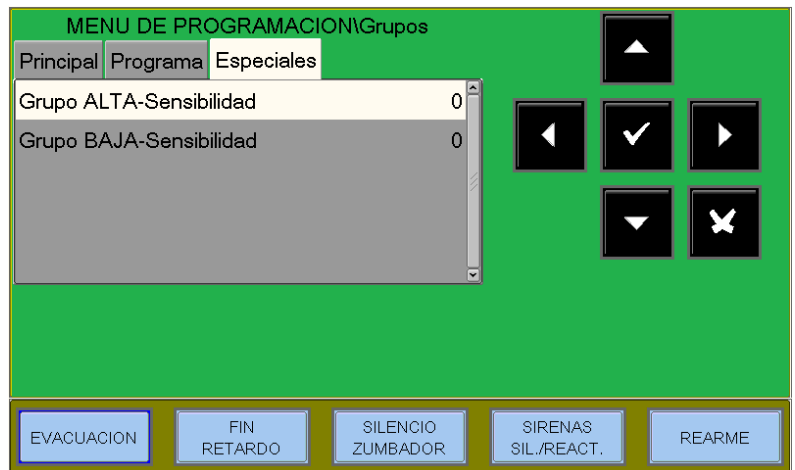 MENU DE PROGRAMACION\Grupos
Principal Programa Especiales
Grupo ALTA-Sensibilidad 0
Grupo BAJA-Sensibilidad 0
EVACUACION
FIN
RETARDO
SILENCIO
ZUMBADOR
SIRENAS
SIL./REACT.
REARME